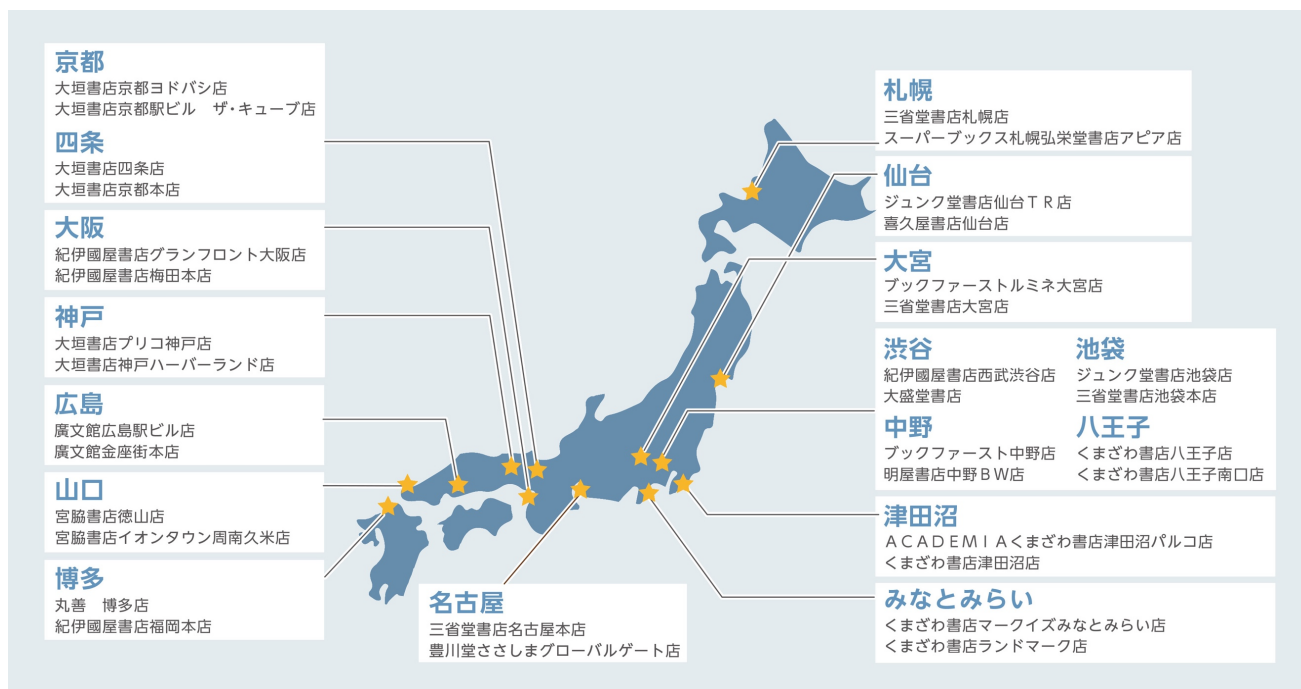 京都
大垣書店京都ヨドバシ店
大垣書店京都駅ビル　ザ・キューブ店
四条
大垣書店四条店
大垣書店京都本店
大阪
紀伊國屋書店グランフロント大阪店
紀伊國屋書店梅田本店
神戸
大垣書店プリコ神戸店
大垣書店神戸ハーバーランド店
広島
廣文館広島駅ビル店
廣文館金座街本店
山口
宮脇書店徳山店
宮脇書店イオンタウン周南久米店
博多
丸善　博多店
紀伊國屋書店福岡本店
名古屋
三省堂書店名古屋本店
豊川堂ささしまグローバルゲート店
札幌
三省堂書店札幌店
スーパーブックス札幌弘栄堂書店アピア店
仙台
ジュンク堂書店仙台ＴＲ店
喜久屋書店仙台店
大宮
ブックファーストルミネ大宮店
三省堂書店大宮店
渋谷
紀伊國屋書店西武渋谷店
大盛堂書店
池袋
ジュンク堂書店池袋店
三省堂書店池袋本店
中野
ブックファースト中野店
明屋書店中野ＢＷ店
八王子
くまざわ書店八王子店
くまざわ書店八王子南口店
津田沼
ＡＣＡＤＥＭＩＡくまざわ書店津田沼パルコ店
くまざわ書店津田沼店
みなとみらい
くまざわ書店マークイズみなとみらい店
くまざわ書店ランドマーク店